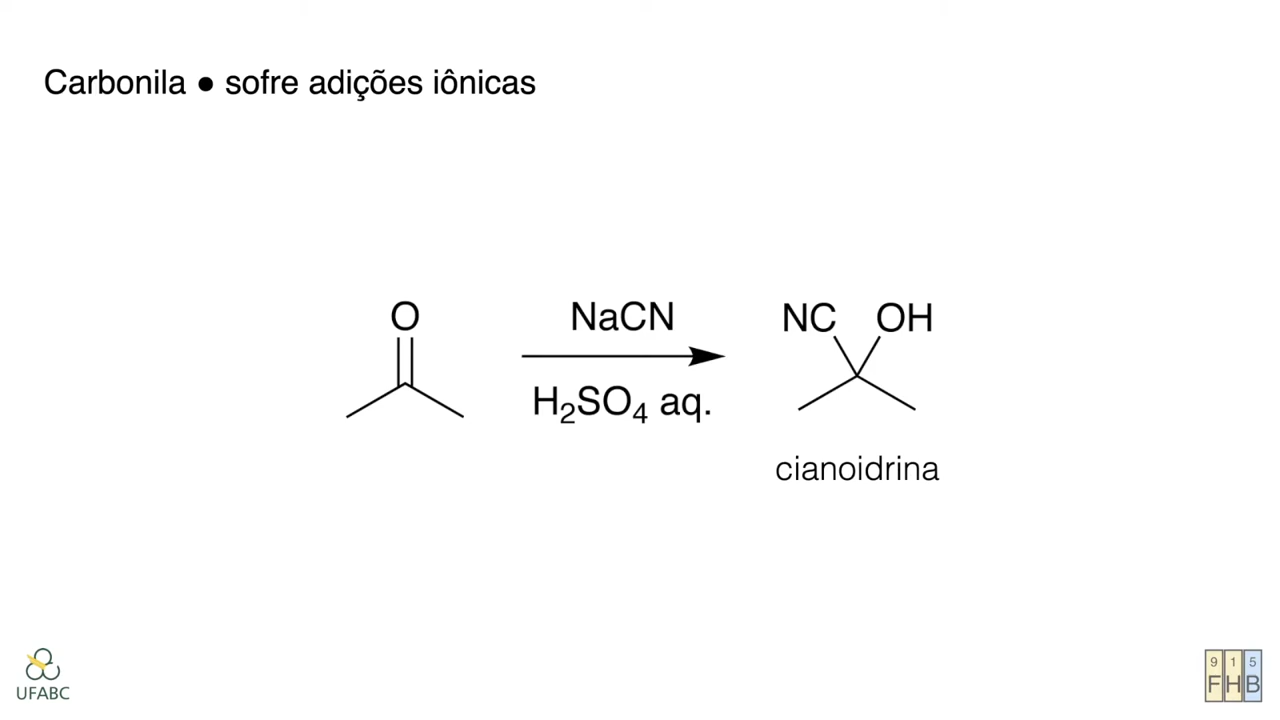 Carbonila ● sofre adições iônicas
O
NaCN
H₂SO₄ aq.
NC OH
cianoidrina
UFABC
9 1 5
F H B